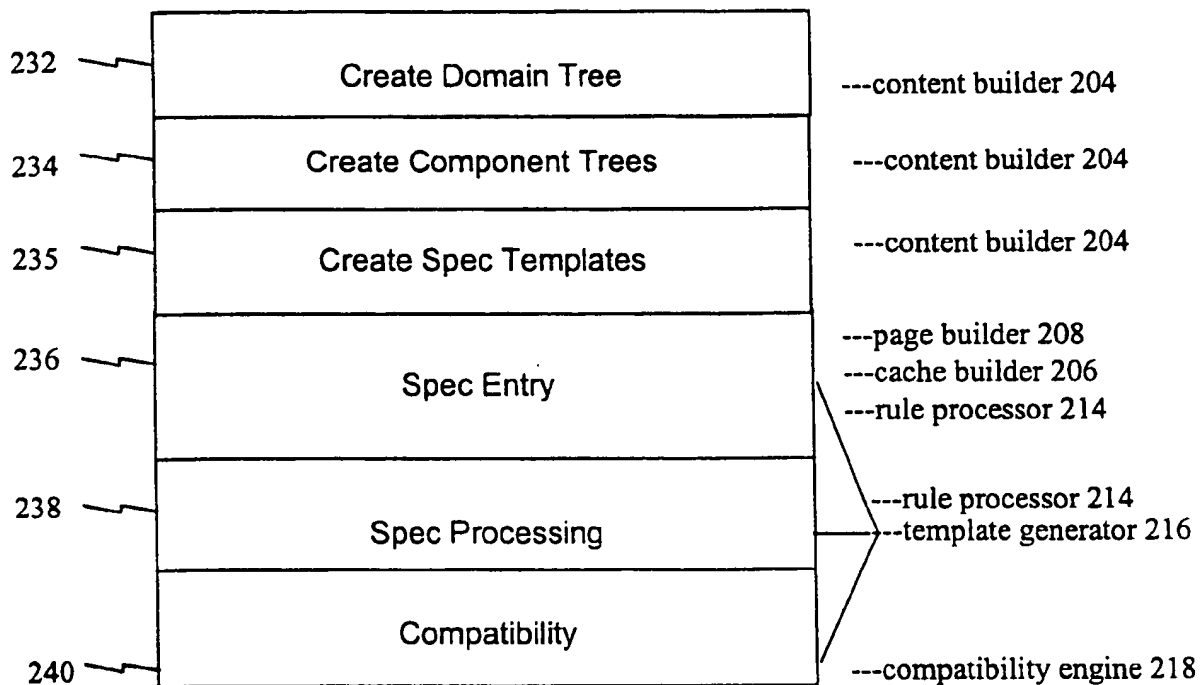 232
Create Domain Tree
---content builder 204
234
Create Component Trees
---content builder 204
235
Create Spec Templates
---content builder 204
236
Spec Entry
---page builder 208
---cache builder 206
---rule processor 214
238
Spec Processing
---rule processor 214
---template generator 216
240
Compatibility
---compatibility engine 218